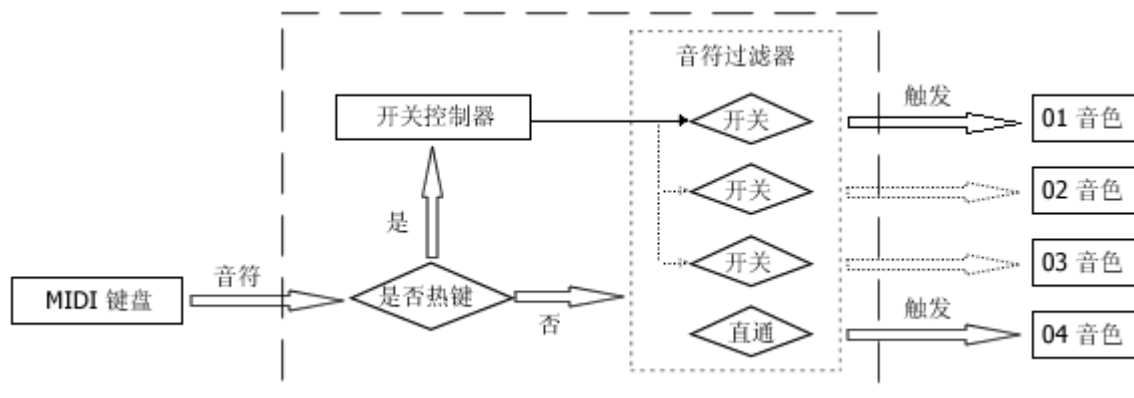 音符过滤器
触发
开关控制器
开关
01 音色
开关
02 音色
是
开关
03 音色
音符
MIDI 键盘
是否热键
否
触发
直通
04 音色